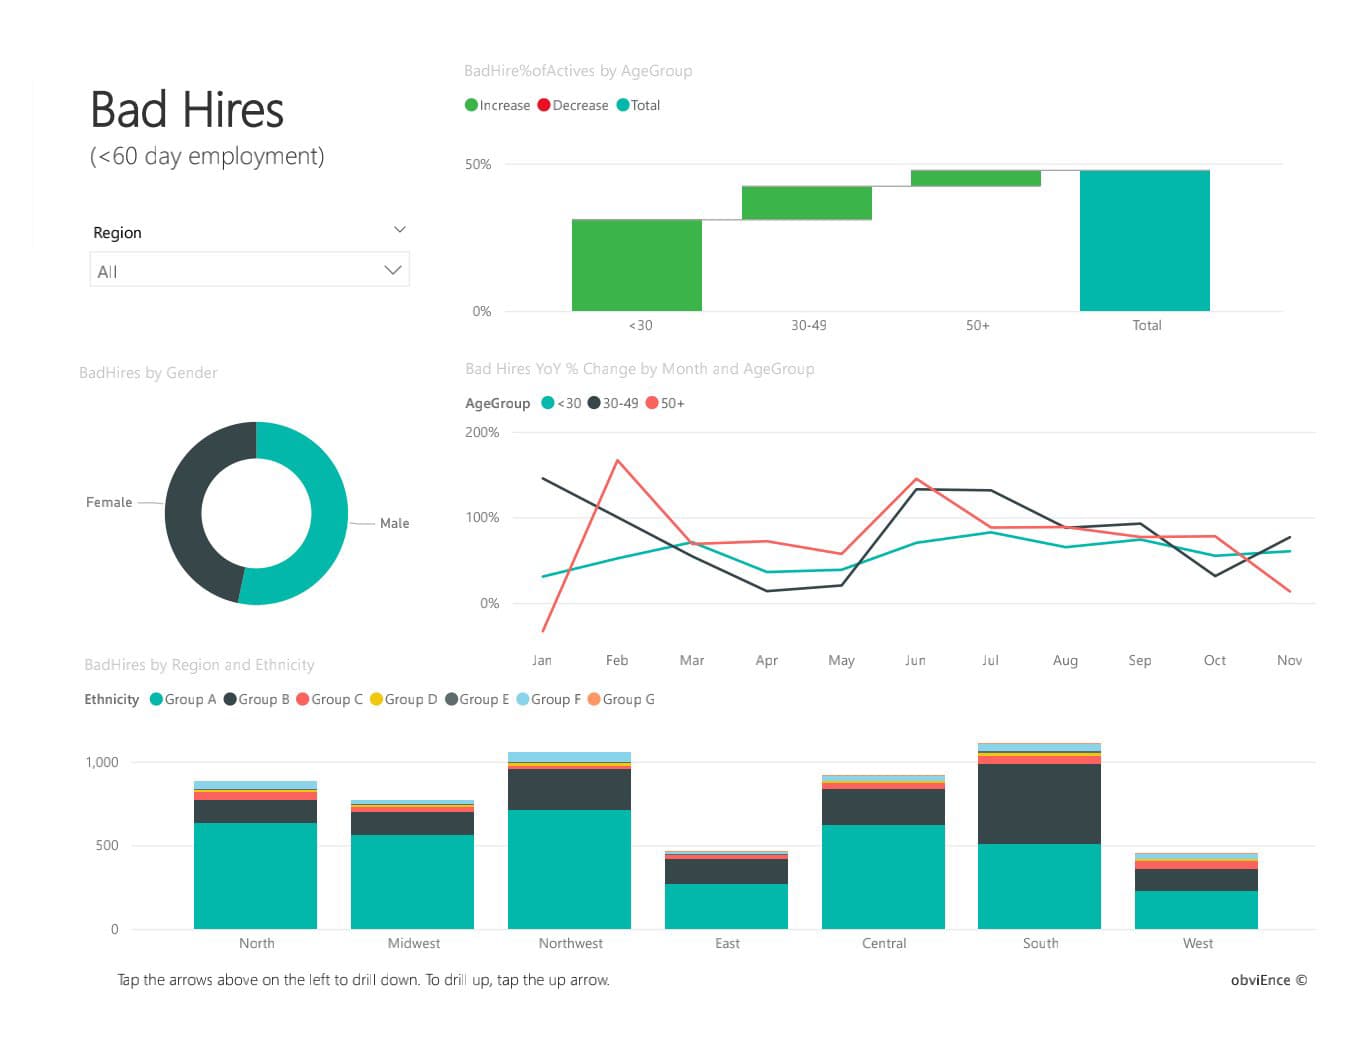 Bad Hires
(<60 day employment)
Region
All
BadHire%ofActives by AgeGroup
Increase Decrease Total
50%
0%
<30 30-49 50+ Total
BadHires by Gender
Female
Male
Bad Hires YoY % Change by Month and AgeGroup
AgeGroup <30 30-49 50+
200%
100%
0%
Jan Feb Mar Apr May Jun Jul Aug Sep Oct Nov
BadHires by Region and Ethnicity
Ethnicity Group A Group B Group C Group D Group E Group F Group G
1,000
500
0
North Midwest Northwest East Central South West
Tap the arrows above on the left to drill down. To drill up, tap the up arrow.
obviEnce ©